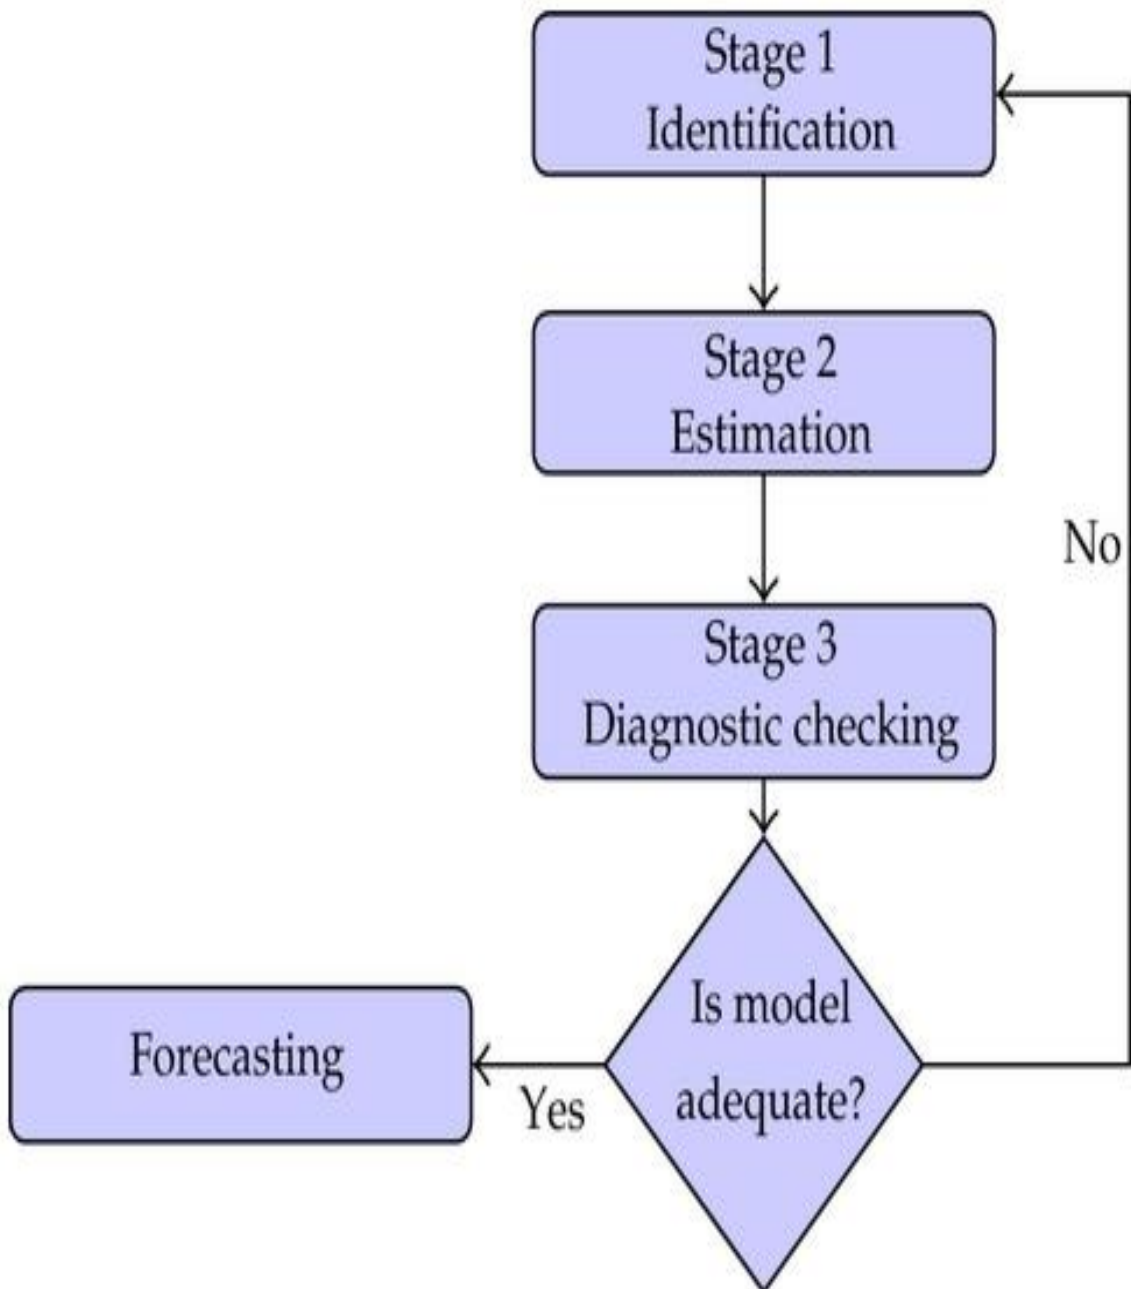 Stage 1
Identification
Stage 2
Estimation
No
Stage 3
Diagnostic checking
Is model
adequate?
Forecasting
Yes